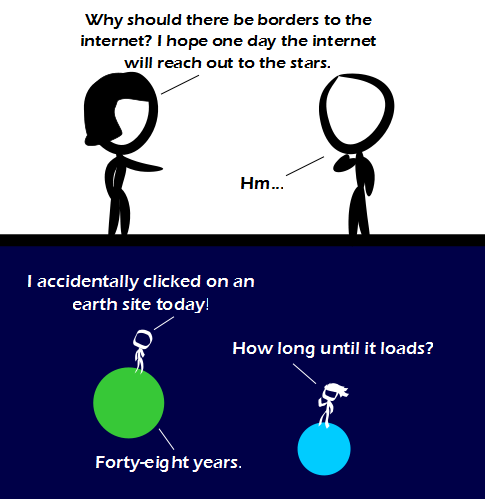 Why should there be borders to the
internet? I hope one day the internet
will reach out to the stars.
Hm...
I accidentally clicked on an
earth site today!
How long until it loads?
Forty-eight years.